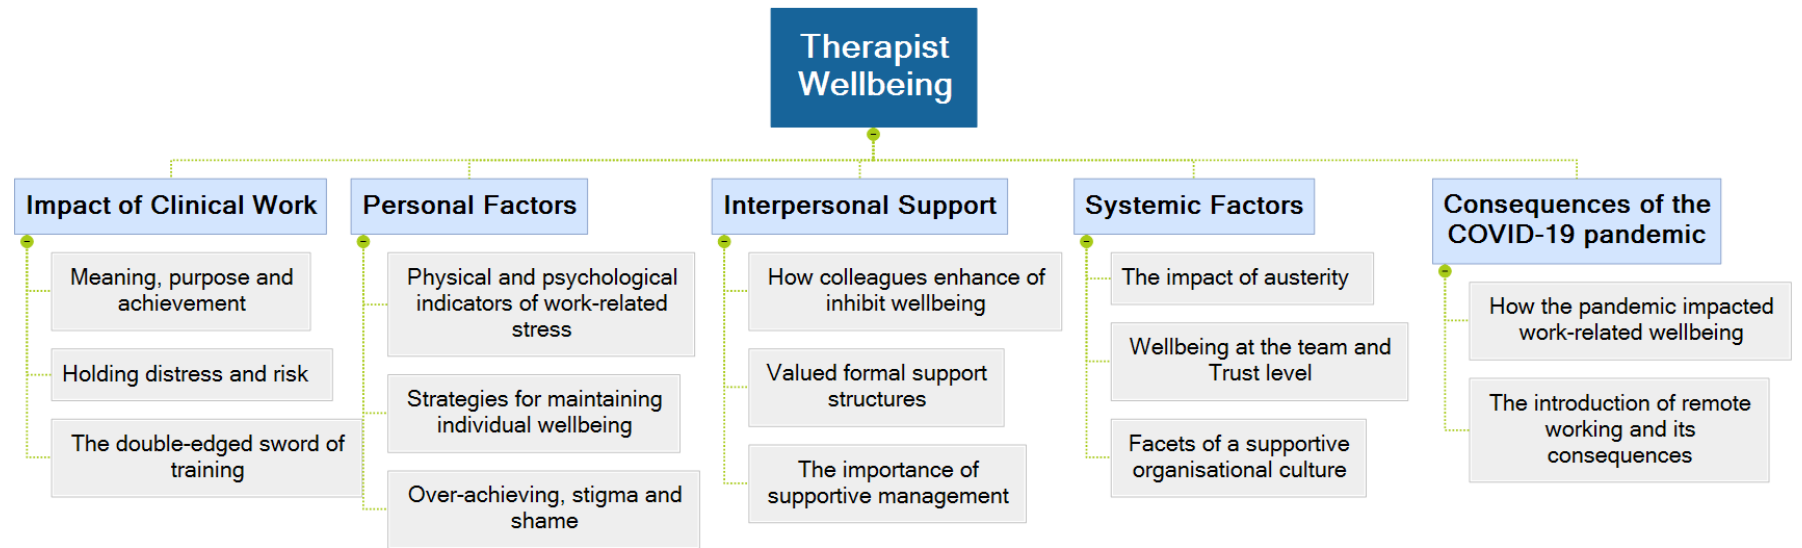 Therapist
Wellbeing
Impact of Clinical Work
Meaning, purpose and
achievement
Holding distress and risk
The double-edged sword of
training
Personal Factors
Physical and psychological
indicators of work-related
stress
Strategies for maintaining
individual wellbeing
Over-achieving, stigma and
shame
Interpersonal Support
How colleagues enhance of
inhibit wellbeing
Valued formal support
structures
The importance of
supportive management
Systemic Factors
The impact of austerity
Wellbeing at the team and
Trust level
Facets of a supportive
organisational culture
Consequences of the
COVID-19 pandemic
How the pandemic impacted
work-related wellbeing
The introduction of remote
working and its
consequences